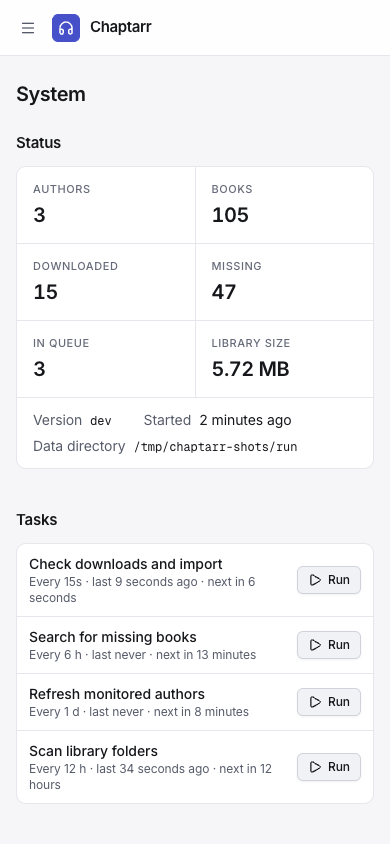 Chaptarr
System
Status
AUTHORS
3
BOOKS
105
DOWNLOADED
15
MISSING
47
IN QUEUE
3
LIBRARY SIZE
5.72 MB
Version dev Started 2 minutes ago
Data directory /tmp/chaptarr-shots/run
Tasks
Check downloads and import
Every 15s · last 9 seconds ago · next in 6
seconds
Run
Search for missing books
Every 6 h · last never · next in 13 minutes
Run
Refresh monitored authors
Every 1 d · last never · next in 8 minutes
Run
Scan library folders
Every 12 h · last 34 seconds ago · next in 12
hours
Run